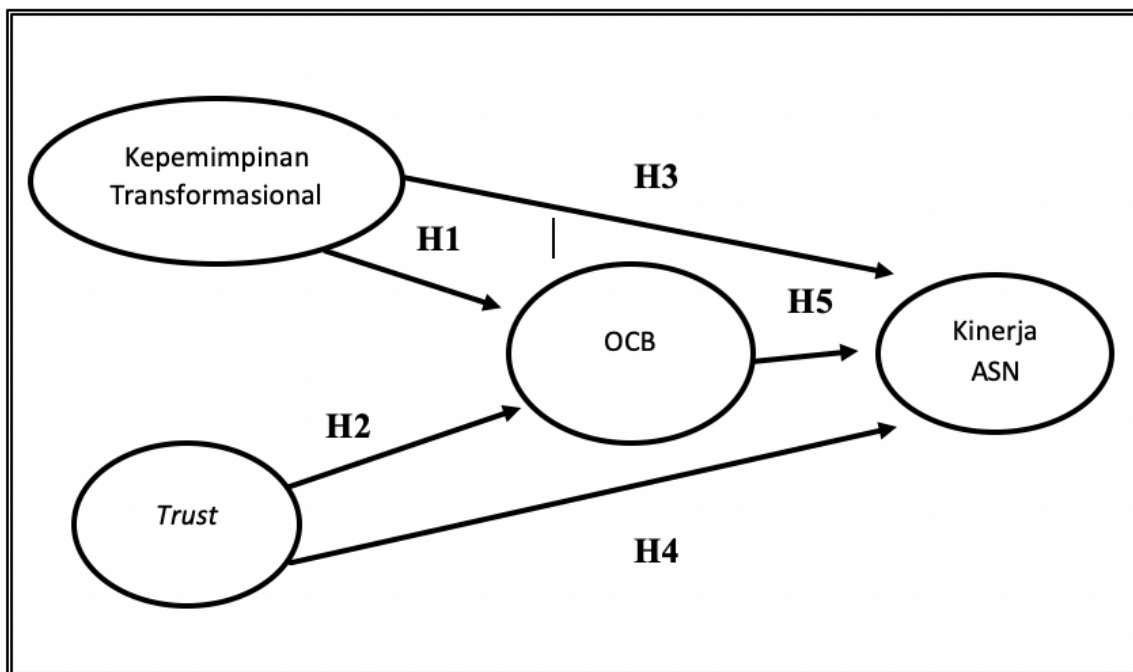 Kepemimpinan
Transformasional
H3
H1
H5
OCB
Kinerja
ASN
H2
Trust
H4